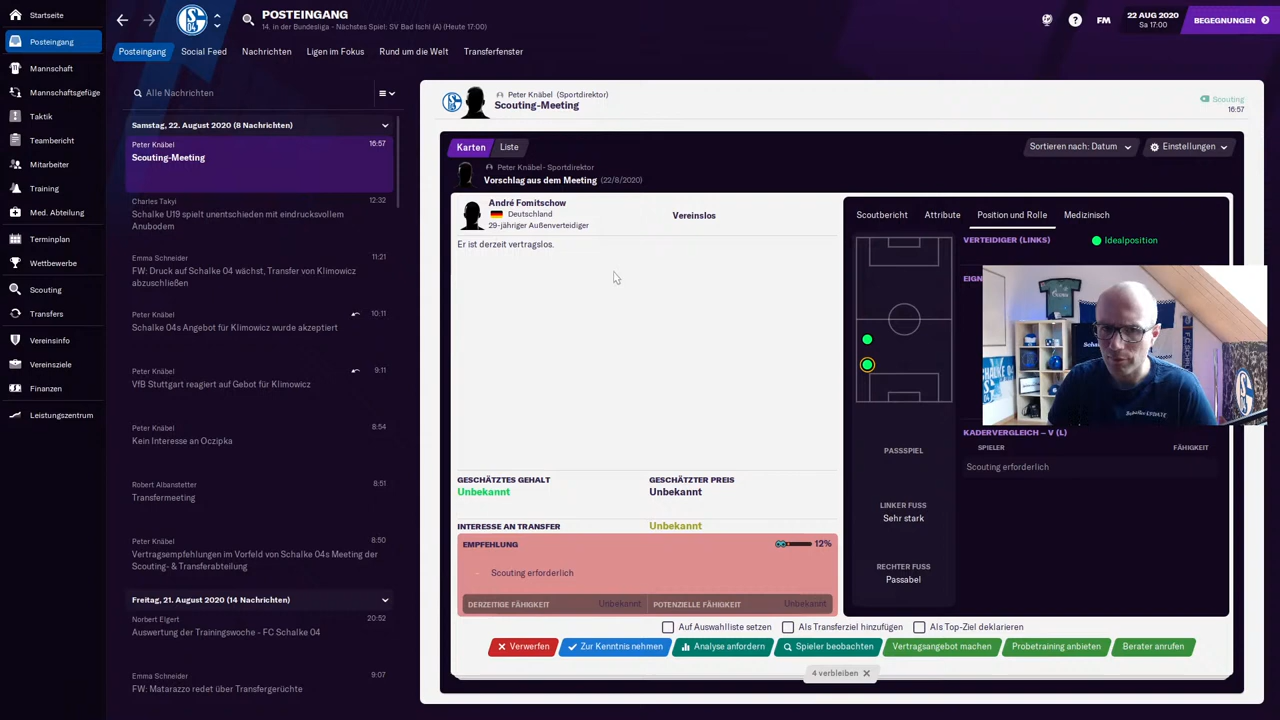 Startseite
Posteingang
Mannschaft
Mannschaftsgefüge
Taktik
Teambericht
Mitarbeiter
Training
Med. Abteilung
Terminplan
Wettbewerbe
Scouting
Transfers
Vereinsinfo
Vereinsziele
Finanzen
Leistungszentrum
POSTEINGANG
14. in der Bundesliga - Nächstes Spiel: SV Bad Ischl (A) (Heute 17:00)
FM
22 AUG 2020
Sa 17:00
BEGEGNUNGEN
Posteingang
Social Feed
Nachrichten
Ligen im Fokus
Rund um die Welt
Transferfenster
Alle Nachrichten
Samstag, 22. August 2020 (8 Nachrichten)
Peter Knäbel 16:57
Scouting-Meeting
Charles Takyi 12:32
Schalke U19 spielt unentschieden mit eindrucksvollem
Anubodem
Emma Schneider 11:21
FW: Druck auf Schalke 04 wächst, Transfer von Klimowicz
abzuschließen
Peter Knäbel 10:11
Schalke 04s Angebot für Klimowicz wurde akzeptiert
Peter Knäbel 9:11
VfB Stuttgart reagiert auf Gebot für Klimowicz
Peter Knäbel 8:54
Kein Interesse an Oczipka
Robert Albanstetter 8:51
Transfermeeting
Peter Knäbel 8:50
Vertragsempfehlungen im Vorfeld von Schalke 04s Meeting der
Scouting- & Transferabteilung
Freitag, 21. August 2020 (14 Nachrichten)
Norbert Elgert 20:52
Auswertung der Trainingswoche - FC Schalke 04
Emma Schneider 9:07
FW: Matarazzo redet über Transfergerüchte
Peter Knäbel (Sportdirektor)
Scouting-Meeting
Scouting
16:57
Karten
Liste
Sortieren nach: Datum
Einstellungen
Peter Knäbel- Sportdirektor
Vorschlag aus dem Meeting (22/8/2020)
André Fomitschow
Deutschland
29-jähriger Außenverteidiger
Vereinslos
Er ist derzeit vertragslos.
GESCHÄTZTES GEHALT
Unbekannt
GESCHÄTZTER PREIS
Unbekannt
INTERESSE AN TRANSFER
Unbekannt
EMPFEHLUNG
12%
- Scouting erforderlich
DERZEITIGE FÄHIGKEIT Unbekannt
POTENZIELLE FÄHIGKEIT Unbekannt
Scoutbericht
Attribute
Position und Rolle
Medizinisch
VERTEIDIGER (LINKS)
Idealposition
EIGN
PASSSPIEL
LINKER FUSS
Sehr stark
RECHTER FUSS
Passabel
KADERVERGLEICH – V (L)
SPIELER
FÄHIGKEIT
Scouting erforderlich
Auf Auswahlliste setzen
Als Transferziel hinzufügen
Als Top-Ziel deklarieren
Verwerfen
Zur Kenntnis nehmen
Analyse anfordern
Spieler beobachten
Vertragsangebot machen
Probetraining anbieten
Berater anrufen
4 verbleiben